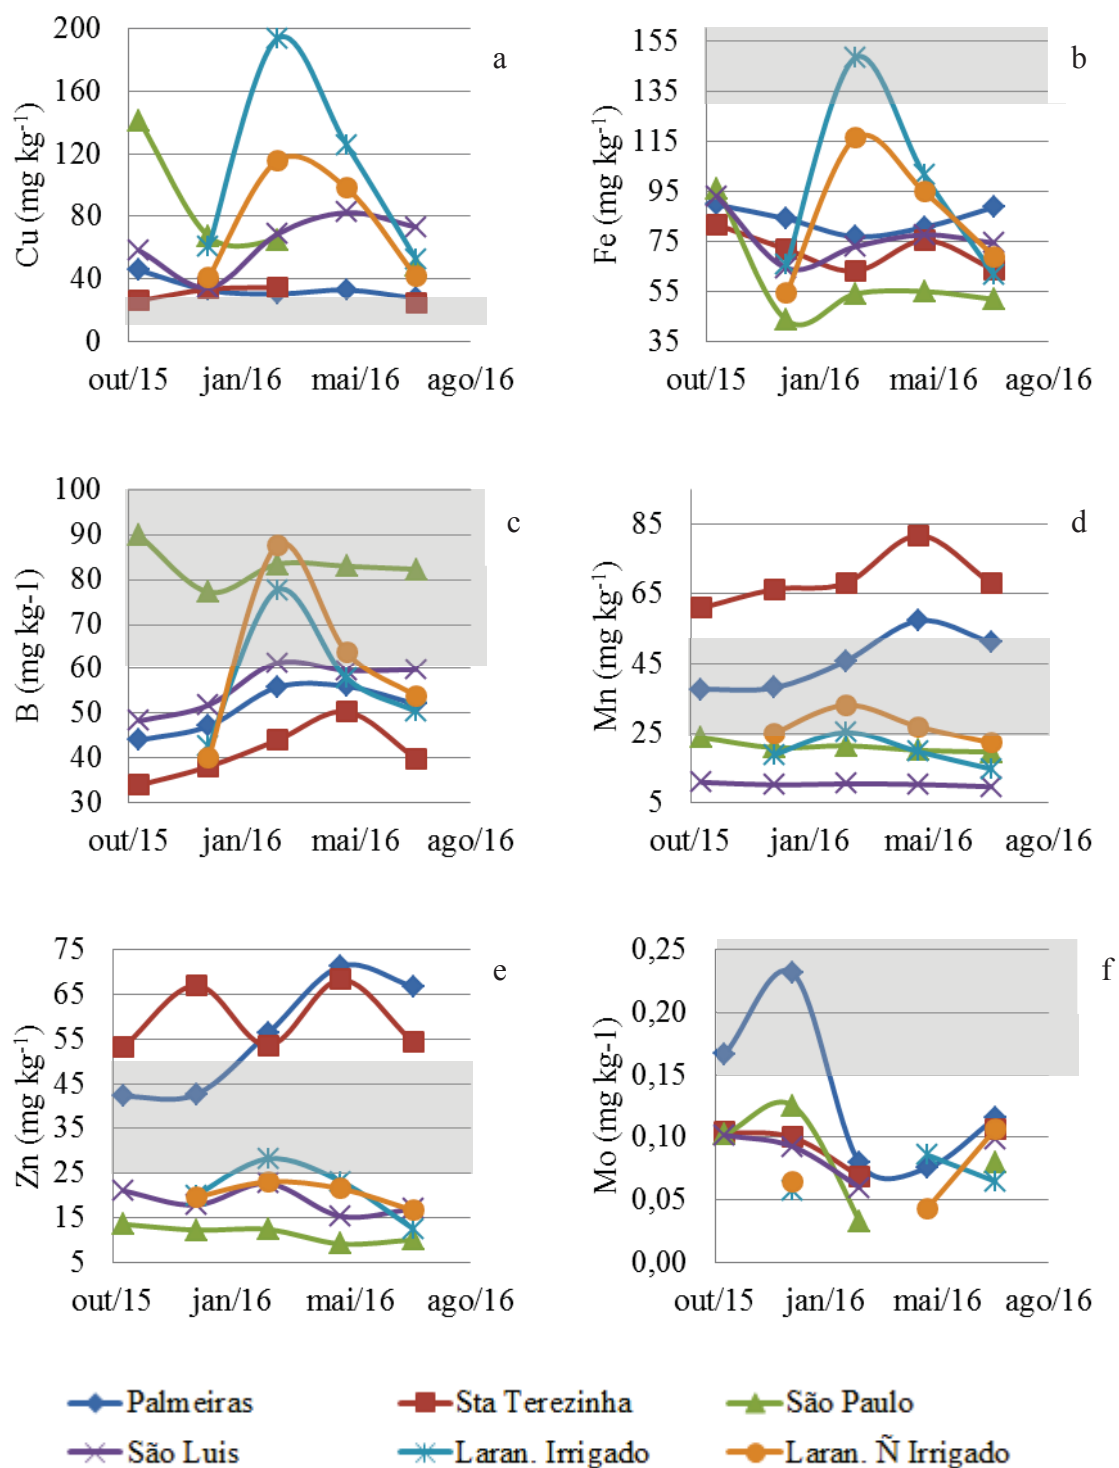 200
160
120
80
40
0
Cu (mg kg⁻¹)
a
out/15 jan/16 mai/16 ago/16
155
135
115
95
75
55
35
Fe (mg kg⁻¹)
b
out/15 jan/16 mai/16 ago/16
100
90
80
70
60
50
40
30
B (mg kg-1)
c
out/15 jan/16 mai/16 ago/16
85
65
45
25
5
Mn (mg kg⁻¹)
d
out/15 jan/16 mai/16 ago/16
75
65
55
45
35
25
15
5
Zn (mg kg⁻¹)
e
out/15 jan/16 mai/16 ago/16
0,25
0,20
0,15
0,10
0,05
0,00
Mo (mg kg-1)
f
out/15 jan/16 mai/16 ago/16
Palmeiras Sta Terezinha São Paulo
São Luis Laran. Irrigado Laran. Ñ Irrigado